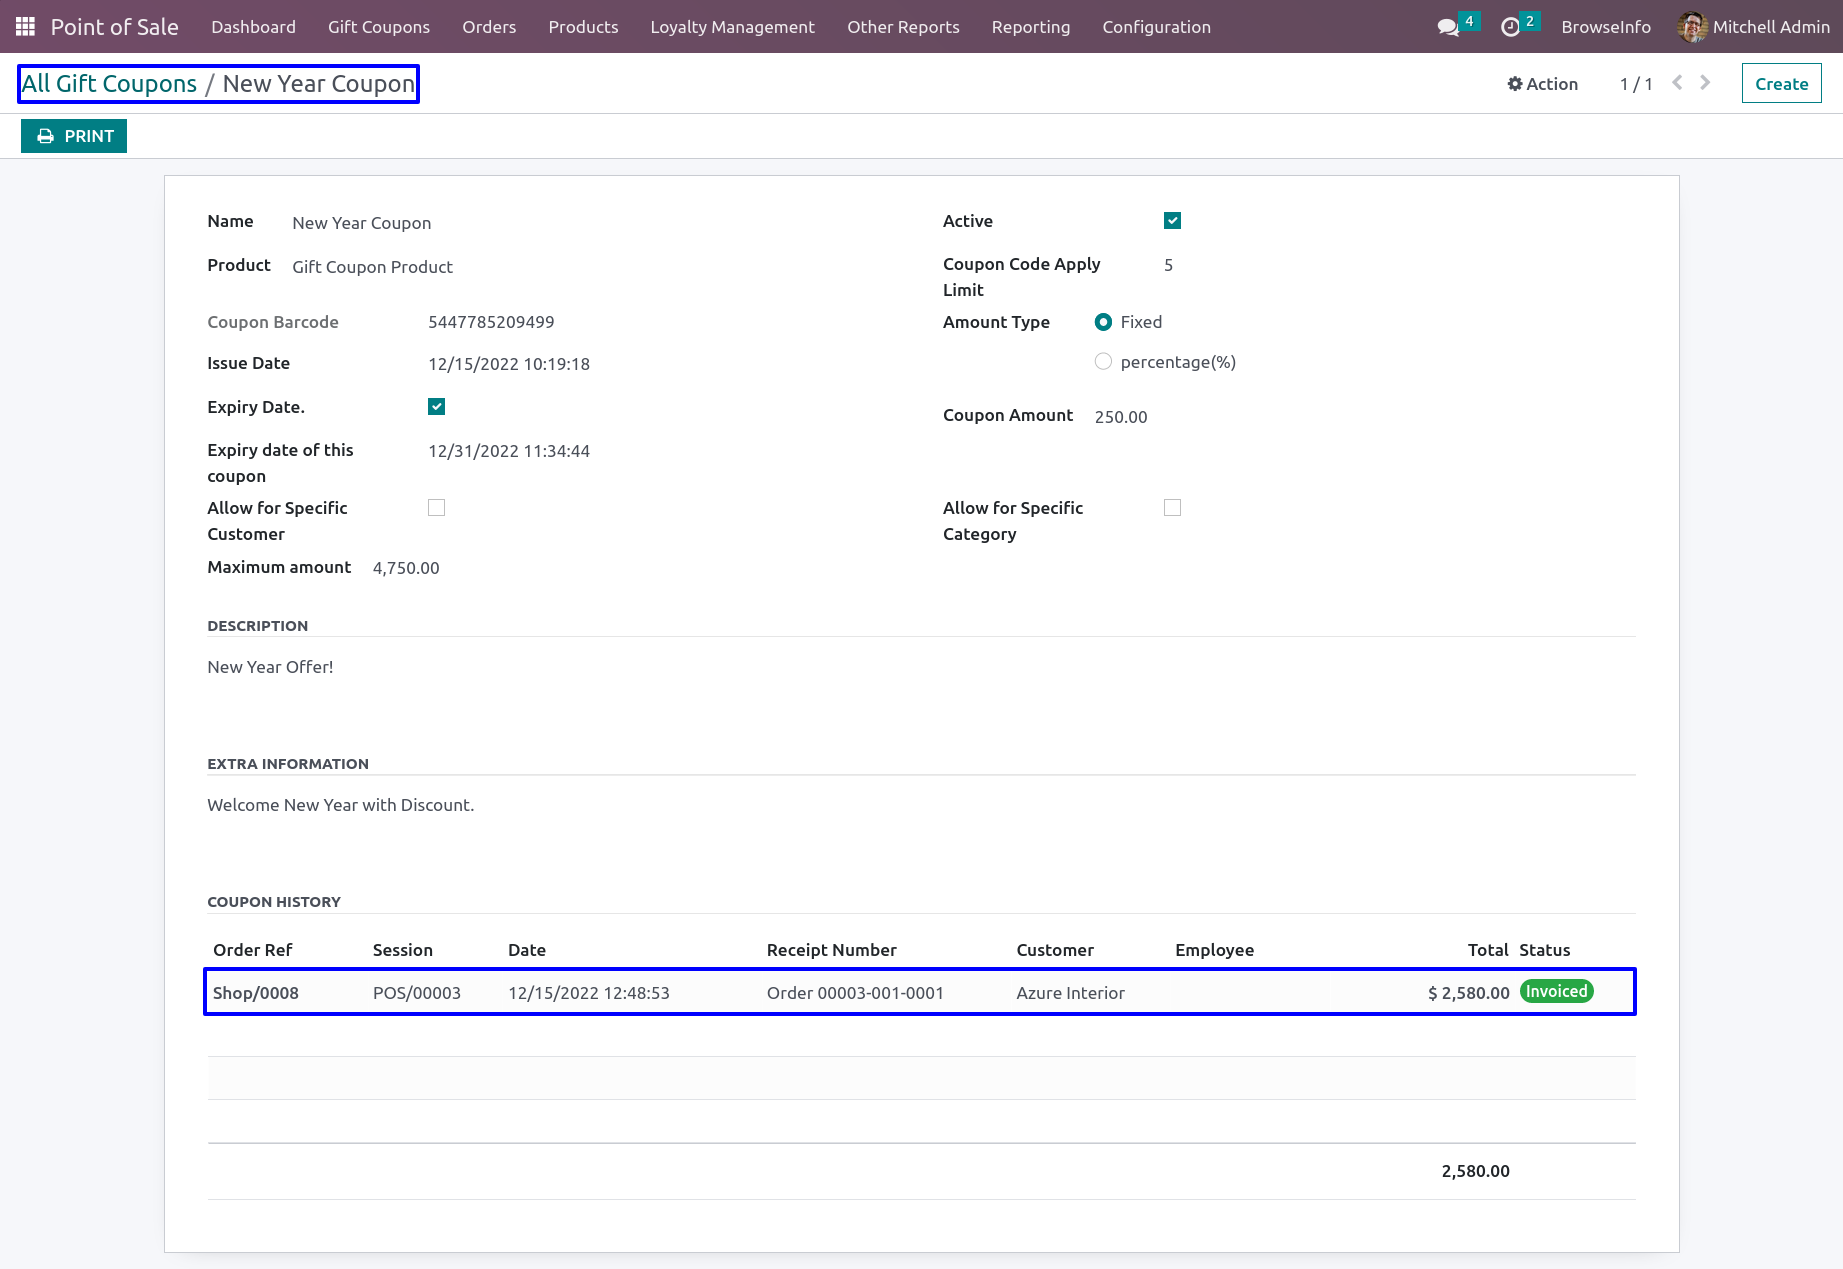 Point of Sale Dashboard Gift Coupons Orders Products Loyalty Management Other Reports Reporting Configuration 4 2 BrowseInfo Mitchell Admin
All Gift Coupons / New Year Coupon Action 1 / 1 Create
PRINT
Name New Year Coupon Active
Product Gift Coupon Product Coupon Code Apply 5
Limit
Coupon Barcode 5447785209499 Amount Type Fixed
Issue Date 12/15/2022 10:19:18 percentage(%)
Expiry Date. Coupon Amount 250.00
Expiry date of this 12/31/2022 11:34:44
coupon
Allow for Specific Allow for Specific
Customer Category
Maximum amount 4,750.00
DESCRIPTION
New Year Offer!
EXTRA INFORMATION
Welcome New Year with Discount.
COUPON HISTORY
Order Ref Session Date Receipt Number Customer Employee Total Status
Shop/0008 POS/00003 12/15/2022 12:48:53 Order 00003-001-0001 Azure Interior $ 2,580.00 Invoiced
2,580.00